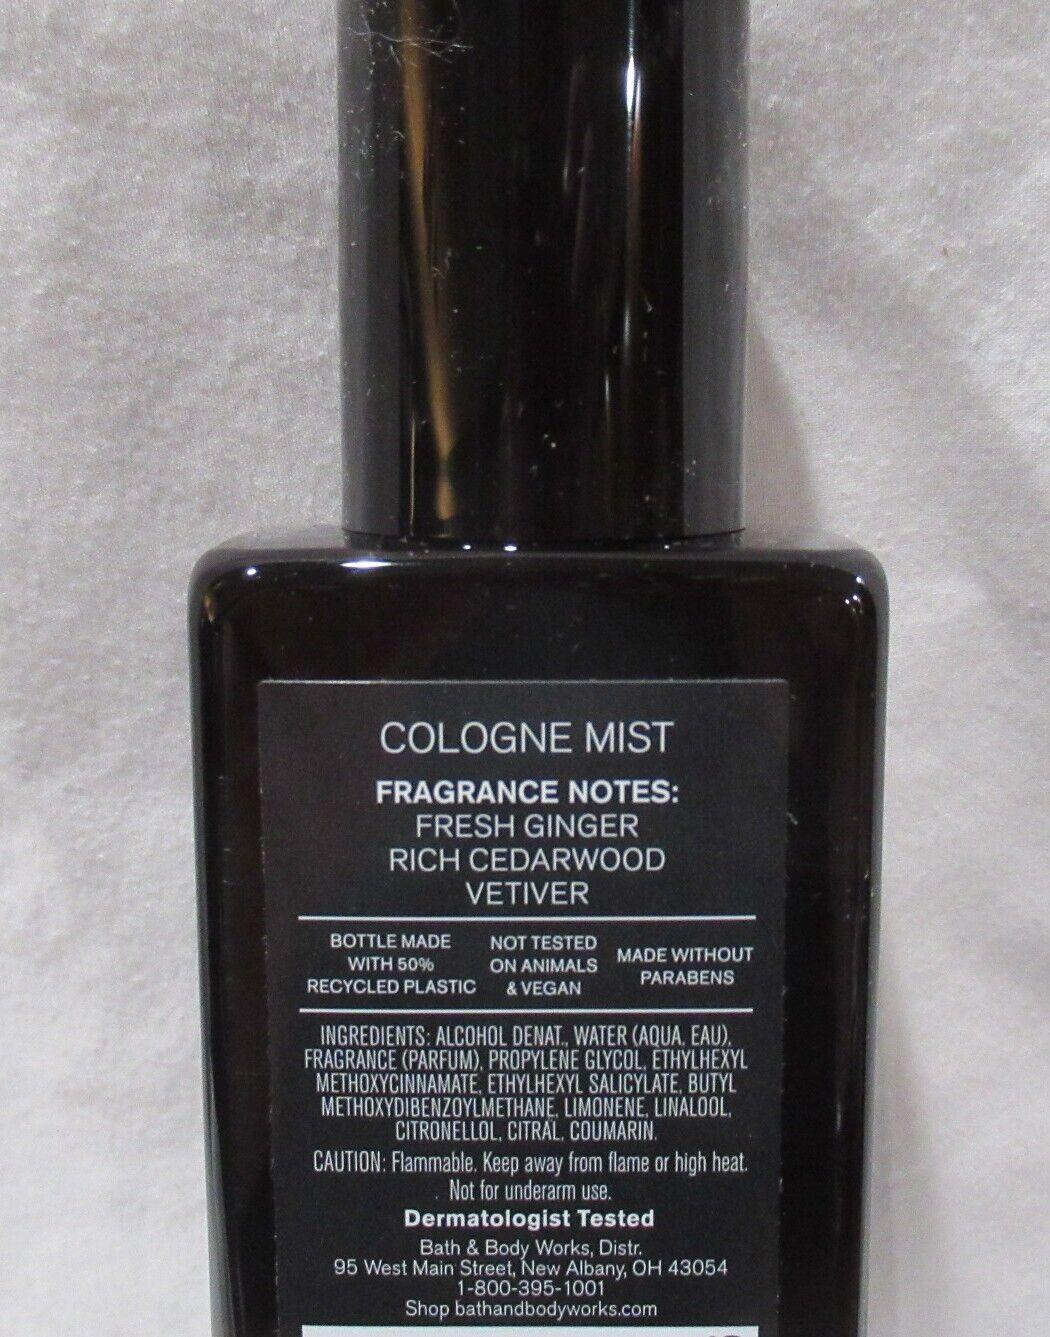 COLOGNE MIST
FRAGRANCE NOTES:
FRESH GINGER
RICH CEDARWOOD
VETIVER
BOTTLE MADE
WITH 50%
RECYCLED PLASTIC
NOT TESTED
ON ANIMALS
& VEGAN
MADE WITHOUT
PARABENS
INGREDIENTS: ALCOHOL DENAT., WATER (AQUA, EAU),
FRAGRANCE (PARFUM), PROPYLENE GLYCOL, ETHYLHEXYL
METHOXYCINNAMATE, ETHYLHEXYL SALICYLATE, BUTYL
METHOXYDIBENZOYLMETHANE, LIMONENE, LINALOOL,
CITRONELLOL, CITRAL, COUMARIN.
CAUTION: Flammable. Keep away from flame or high heat.
Not for underarm use.
Dermatologist Tested
Bath & Body Works, Distr.
95 West Main Street, New Albany, OH 43054
1-800-395-1001
Shop bathandbodyworks.com